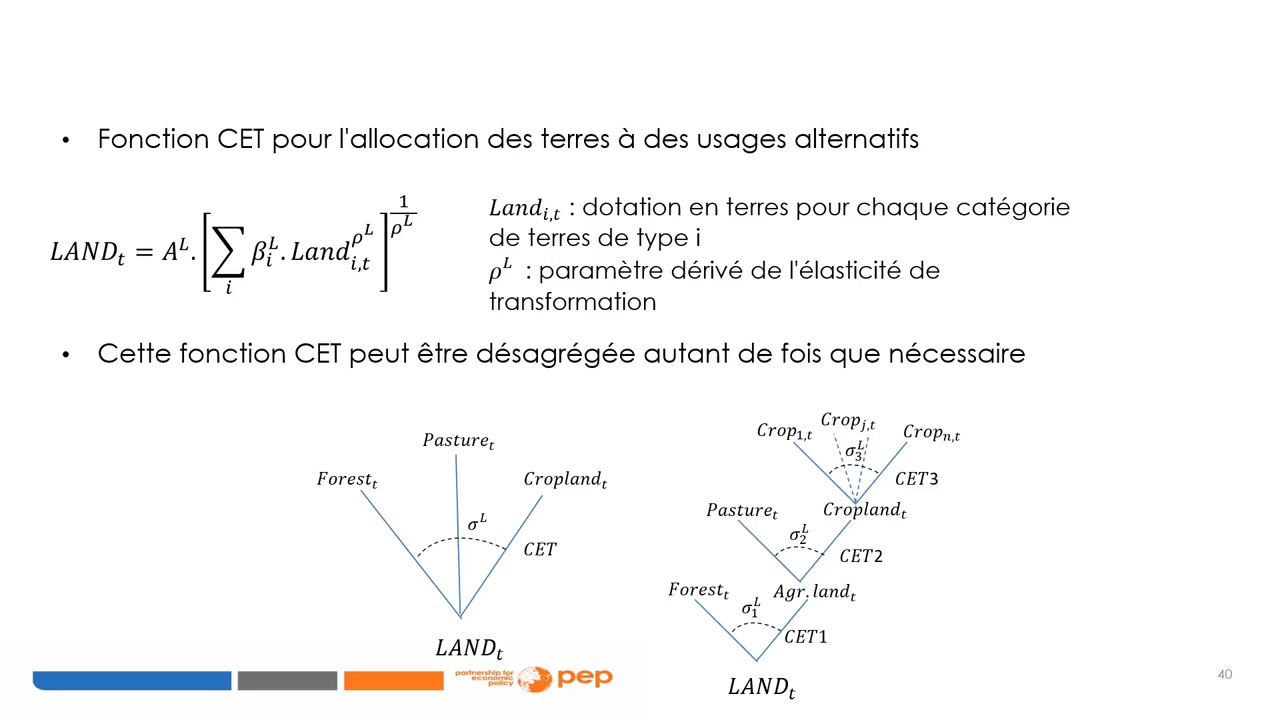 • Fonction CET pour l'allocation des terres à des usages alternatifs
LAND_t = A^L . [∑_i β_i^L . Land_{i,t}^{ρ^L}]^{1/ρ^L}
Land_{i,t} : dotation en terres pour chaque catégorie
de terres de type i
ρ^L : paramètre dérivé de l'élasticité de
transformation
• Cette fonction CET peut être désagrégée autant de fois que nécessaire
Pasture_t
Forest_t
Cropland_t
σ^L
CET
LAND_t
Crop_{1,t}
Crop_{j,t}
Crop_{n,t}
σ_3^L
CET3
Pasture_t
Cropland_t
σ_2^L
CET2
Forest_t
Agr.land_t
σ_1^L
CET1
LAND_t
partnership for
economic
policy
pep
40